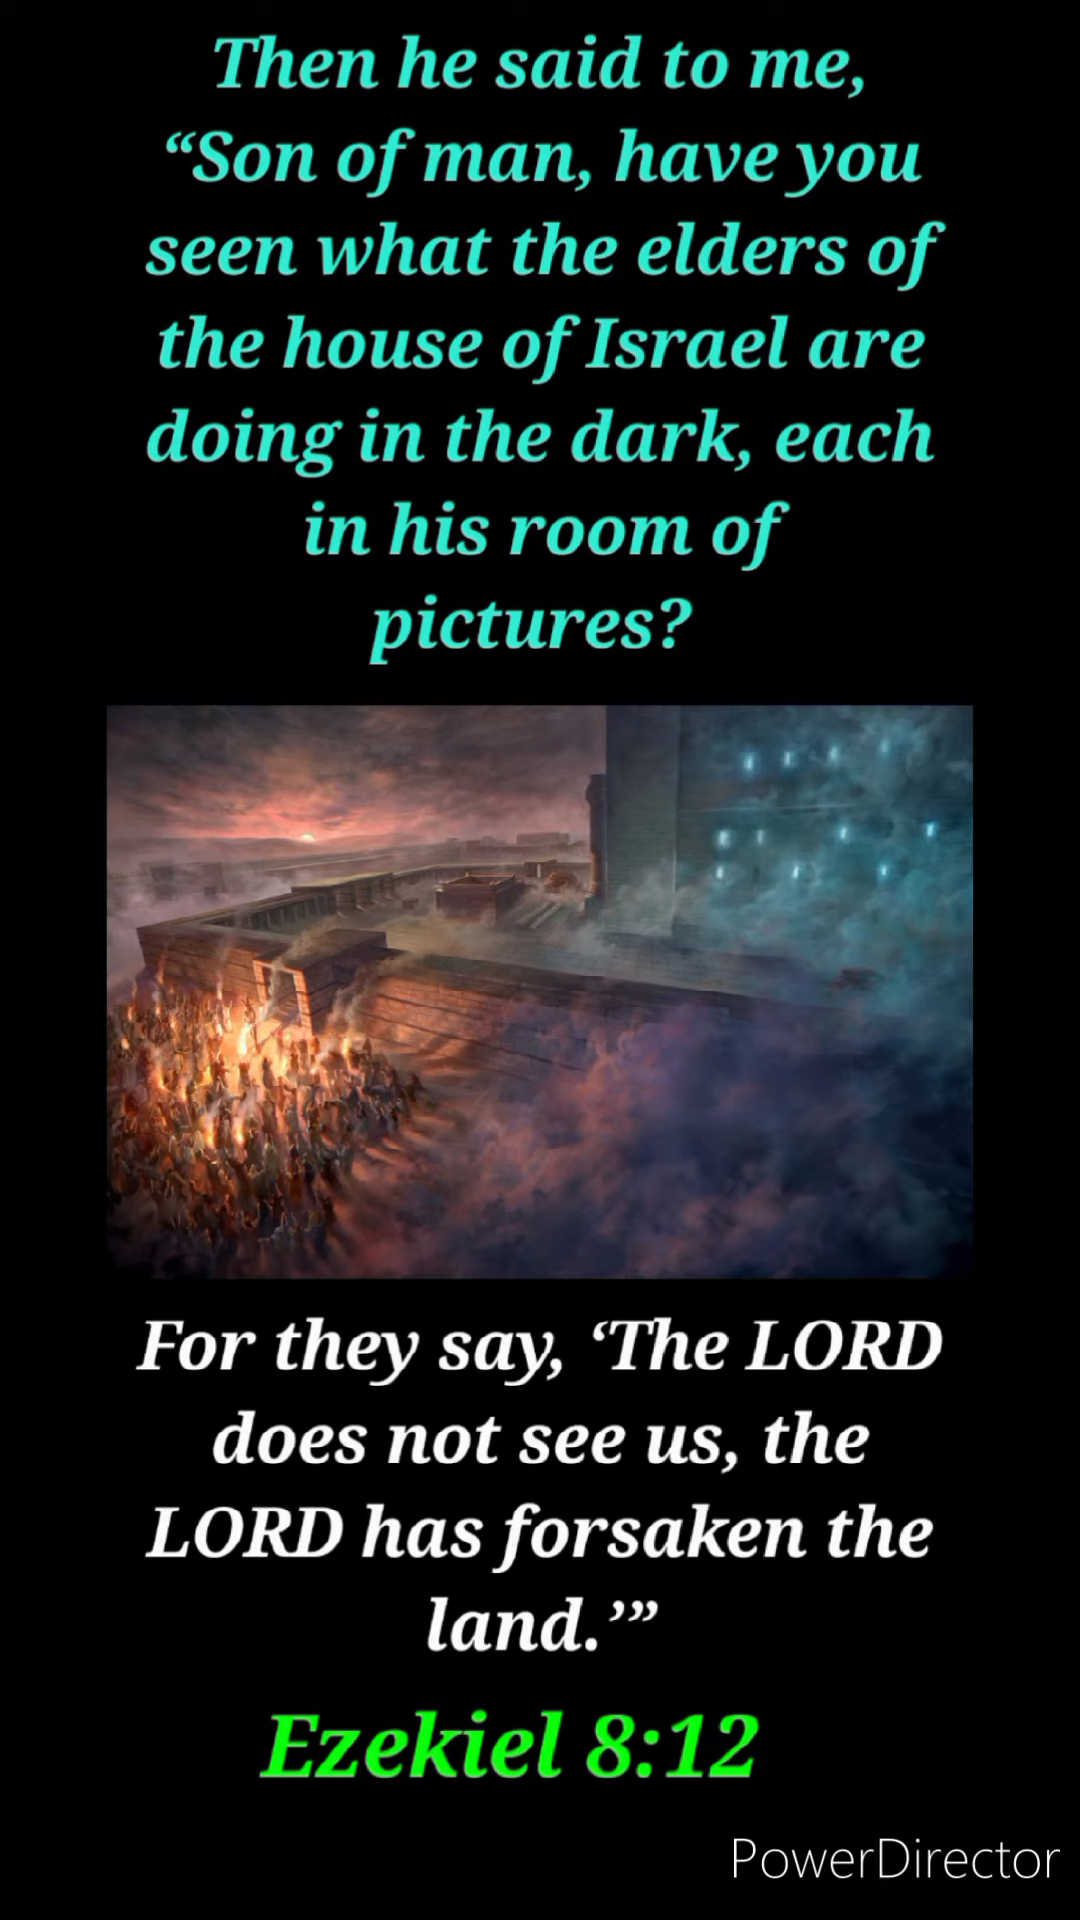 Then he said to me,
“Son of man, have you
seen what the elders of
the house of Israel are
doing in the dark, each
in his room of
pictures?
For they say, ‘The LORD
does not see us, the
LORD has forsaken the
land.’”
Ezekiel 8:12
PowerDirector